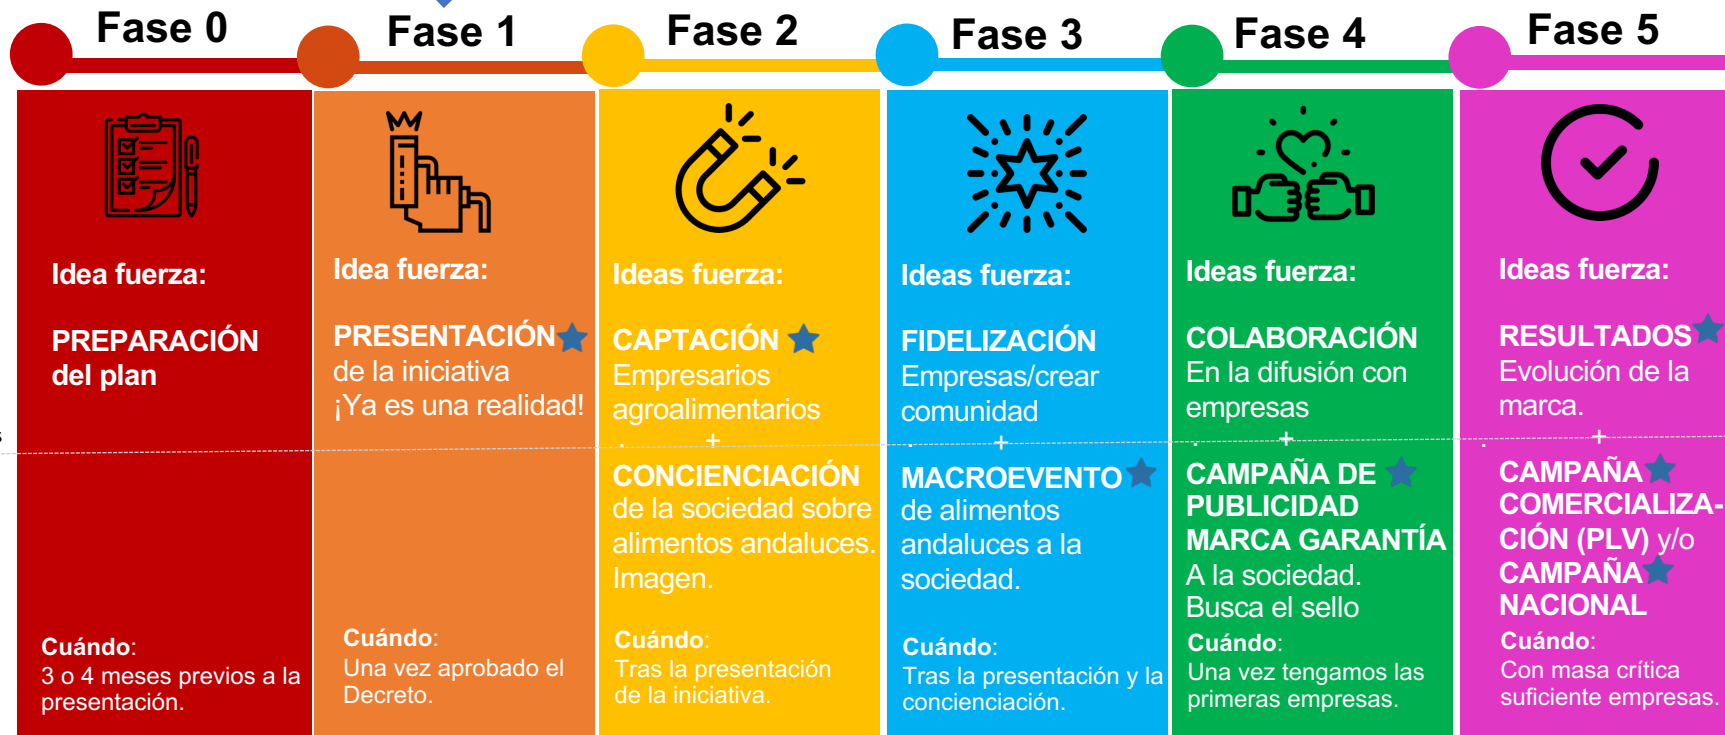 Fase 0
Fase 1
Fase 2
Fase 3
Fase 4
Fase 5
Idea fuerza:
PREPARACIÓN
del plan
Cuándo:
3 o 4 meses previos a la
presentación.
Idea fuerza:
PRESENTACIÓN
de la iniciativa
¡Ya es una realidad!
Cuándo:
Una vez aprobado el
Decreto.
Ideas fuerza:
CAPTACIÓN
Empresarios
agroalimentarios
. +
CONCIENCIACIÓN
de la sociedad sobre
alimentos andaluces.
Imagen.
Cuándo:
Tras la presentación
de la iniciativa.
Ideas fuerza:
FIDELIZACIÓN
Empresas/crear
comunidad
. +
MACROEVENTO
de alimentos
andaluces a la
sociedad.
Cuándo:
Tras la presentación y la
concienciación.
Ideas fuerza:
COLABORACIÓN
En la difusión con
empresas
. +
CAMPAÑA DE
PUBLICIDAD
MARCA GARANTÍA
A la sociedad.
Busca el sello
Cuándo:
Una vez tengamos las
primeras empresas.
Ideas fuerza:
RESULTADOS
Evolución de la
marca.
. +
CAMPAÑA
COMERCIALIZA-
CIÓN (PLV) y/o
CAMPAÑA
NACIONAL
Cuándo:
Con masa crítica
suficiente empresas.